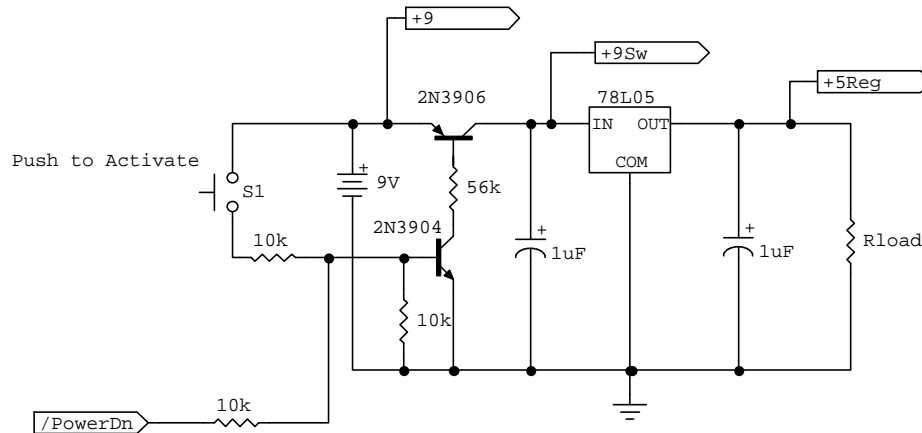 +9
+9Sw
+5Reg
2N3906
78L05
IN OUT
COM
Push to Activate
S1
+
9V
56k
2N3904
10k
+
1uF
+
1uF
Rload
10k
/PowerDn
10k